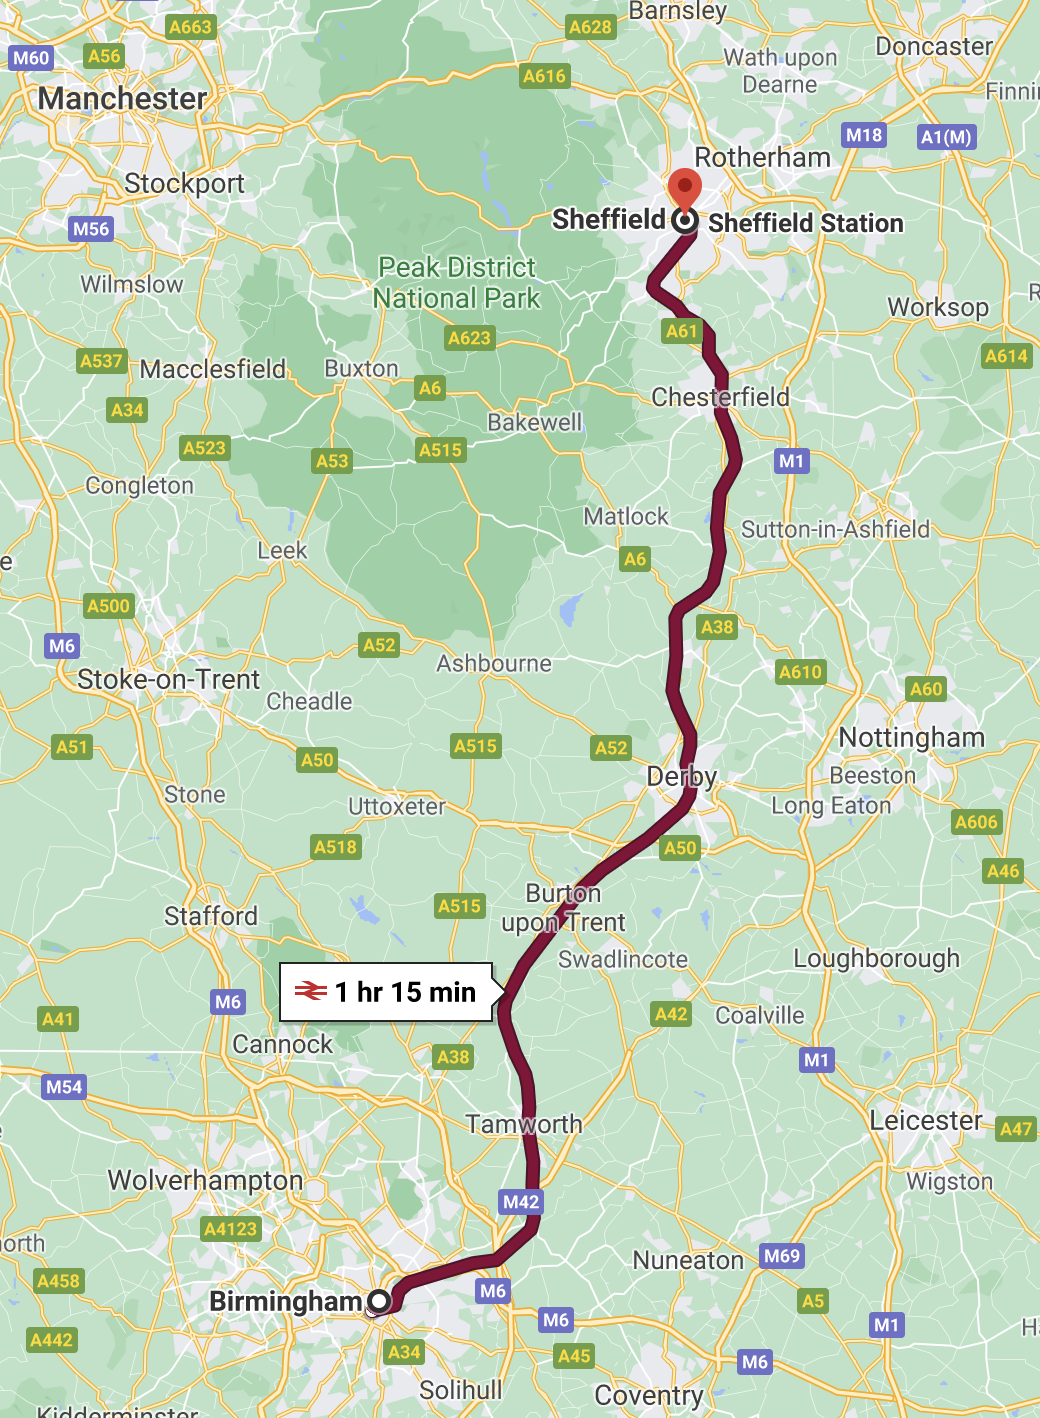 Barnsley
A663
A628
M60
A56
Doncaster
Wath upon
Dearne
A616
Finnin
Manchester
M18
A1(M)
Rotherham
Stockport
Sheffield
Sheffield Station
M56
Peak District
National Park
Wilmslow
Worksop
R
A623
A61
A537
Macclesfield
Buxton
A614
A6
Chesterfield
A34
Bakewell
A523
A53
A515
M1
Congleton
Matlock
Sutton-in-Ashfield
Leek
e
A6
A500
A38
M6
A52
Ashbourne
A610
Stoke-on-Trent
A60
Cheadle
Nottingham
A51
A515
A52
A50
Derby
Beeston
Stone
Uttoxeter
Long Eaton
A606
A518
A50
A46
Burton
upon Trent
A515
Stafford
Swadlincote
Loughborough
1 hr 15 min
M6
A41
A42
Coalville
Cannock
A38
M1
M54
Tamworth
Leicester
A47
Wolverhampton
Wigston
M42
A4123
orth
Nuneaton
M69
A458
M6
Birmingham
A5
M6
M1
H
A442
A34
A45
M6
Solihull
Coventry
Kidderminster